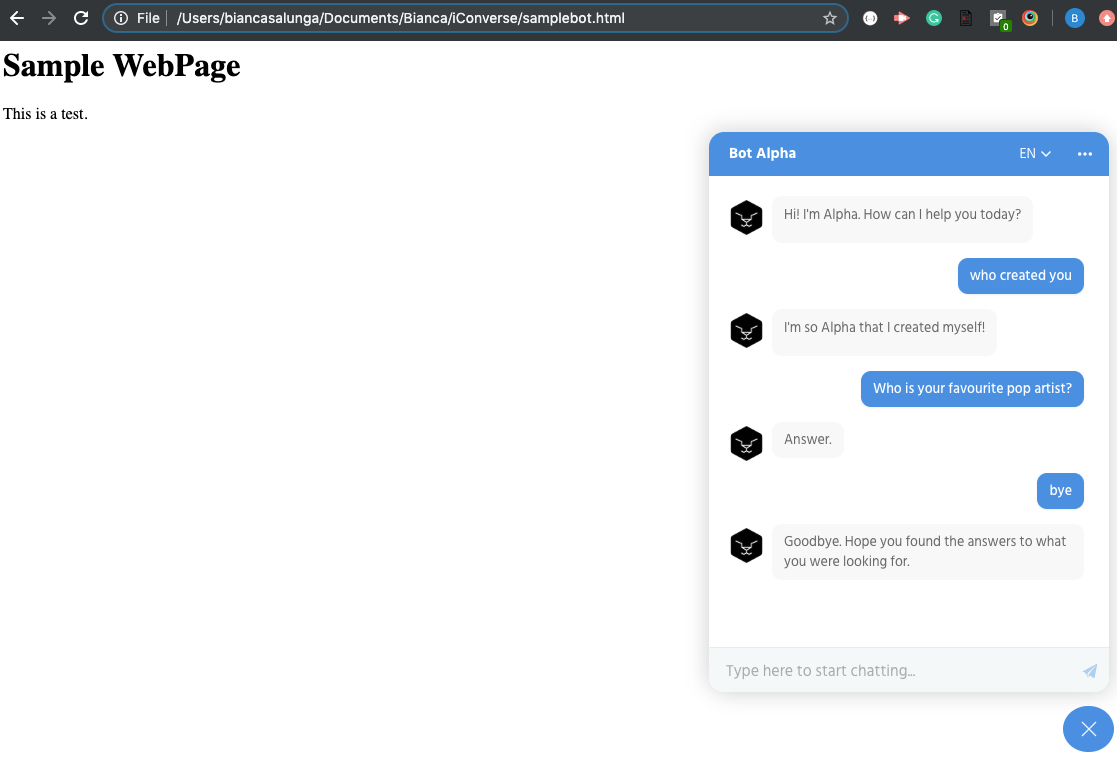 File /Users/biancasalunga/Documents/Bianca/iConverse/samplebot.html
0
B
Sample WebPage
This is a test.
Bot Alpha EN ...
Hi! I'm Alpha. How can I help you today?
who created you
I'm so Alpha that I created myself!
Who is your favourite pop artist?
Answer.
bye
Goodbye. Hope you found the answers to what
you were looking for.
Type here to start chatting...